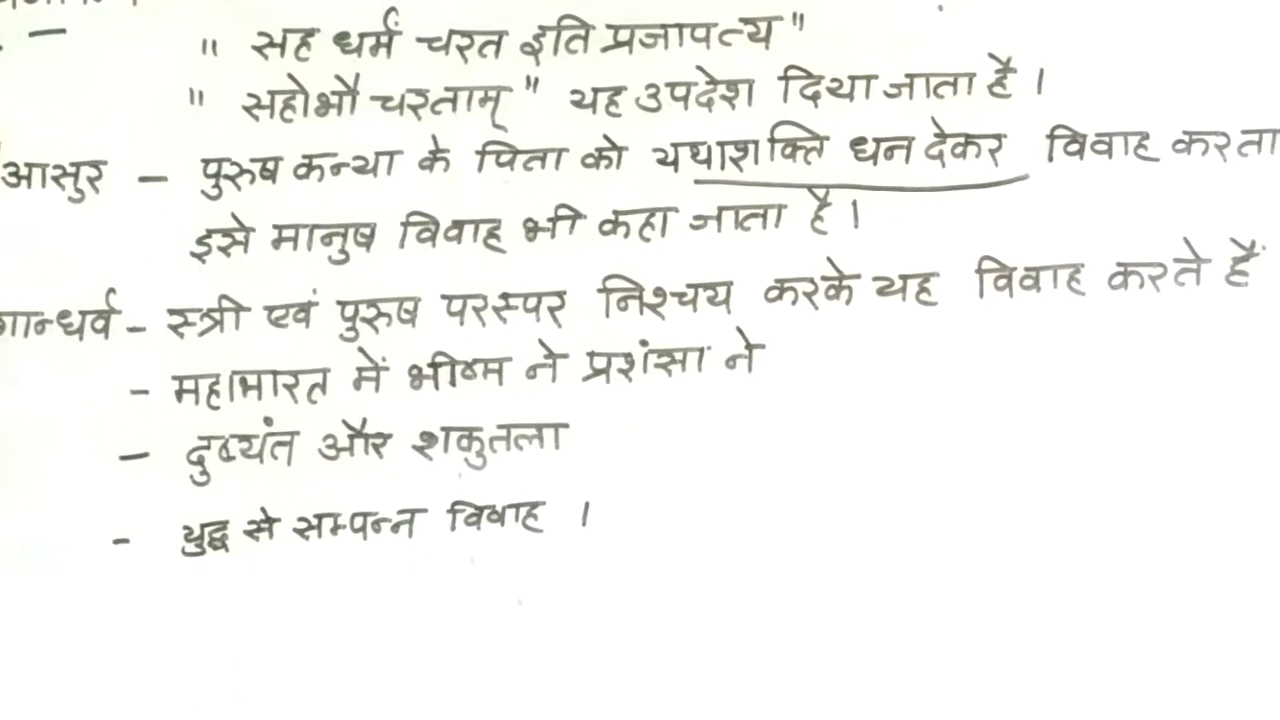 - " सह धर्मं चरत इति प्रजापत्य "
" सहोभौ चरताम् " यह उपदेश दिया जाता है ।
आसुर - पुरुष कन्या के पिता को यथाशक्ति धन देकर विवाह करता
इसे मानुष विवाह भी कहा जाता है ।
गान्धर्व - स्त्री एवं पुरुष परस्पर निश्चय करके यह विवाह करते हैं
- महाभारत में भीष्म ने प्रशंसा ने
- दुष्यंत और शकुतला
- युद्ध से सम्पन्न विवाह ।